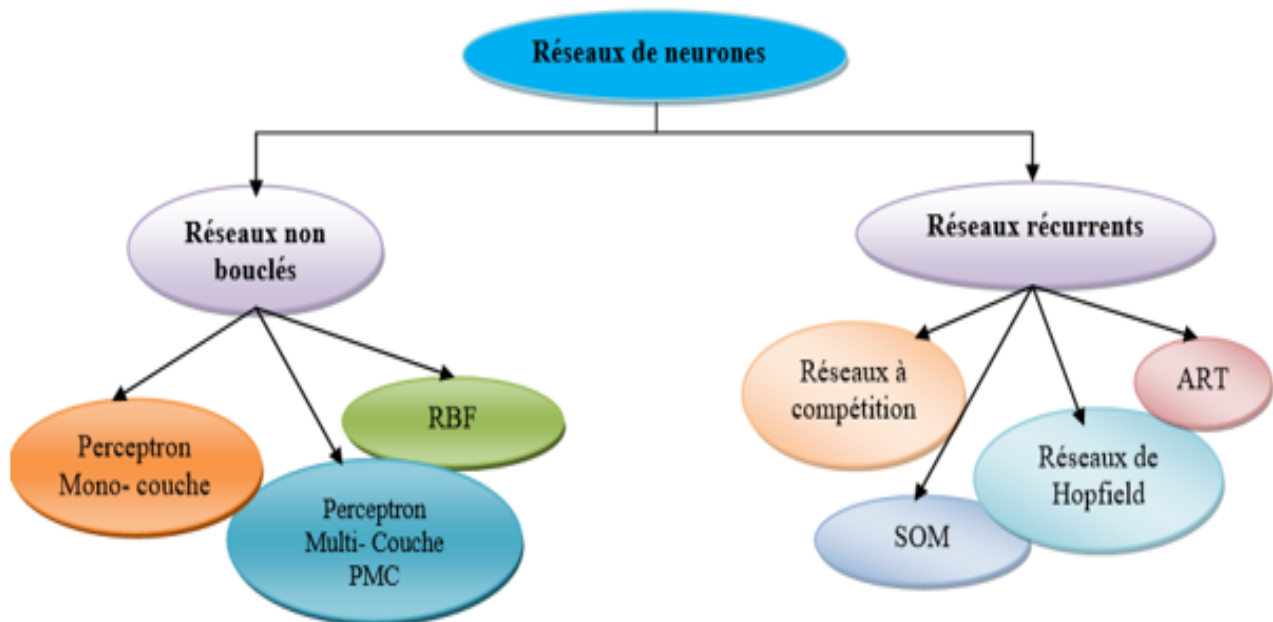 Réseaux de neurones
Réseaux non
bouclés
Réseaux récurrents
Perceptron
Mono- couche
Perceptron
Multi- Couche
PMC
RBF
Réseaux à
compétition
SOM
Réseaux de
Hopfield
ART